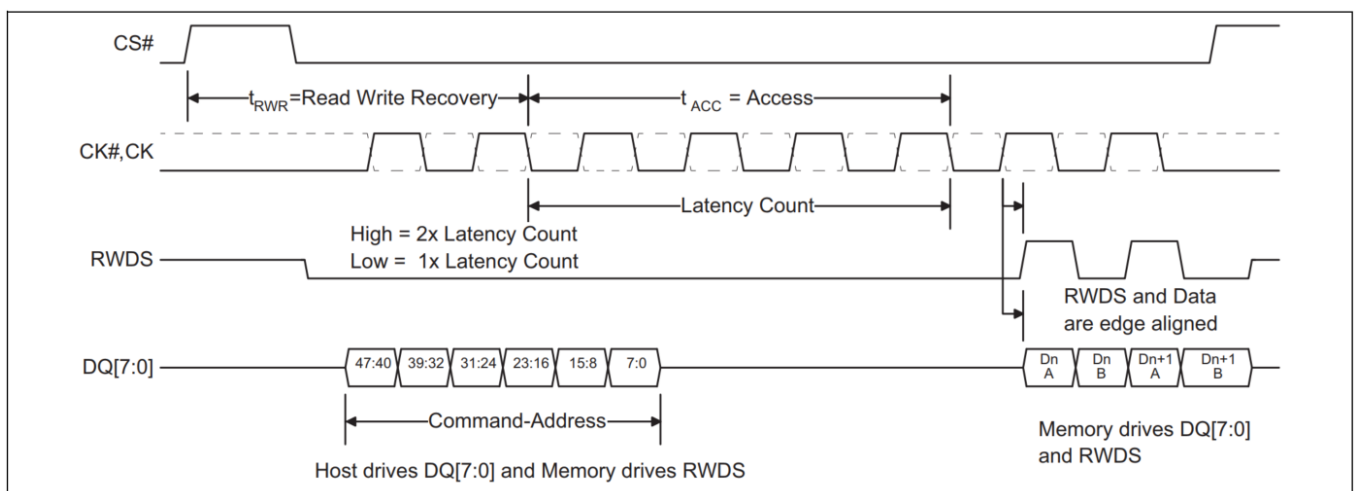 CS#
tRWR=Read Write Recovery
tACC = Access
CK#,CK
Latency Count
High = 2x Latency Count
Low = 1x Latency Count
RWDS
RWDS and Data
are edge aligned
DQ[7:0]
47:40 39:32 31:24 23:16 15:8 7:0
Dn A
Dn B
Dn+1 A
Dn+1 B
Command-Address
Memory drives DQ[7:0]
and RWDS
Host drives DQ[7:0] and Memory drives RWDS